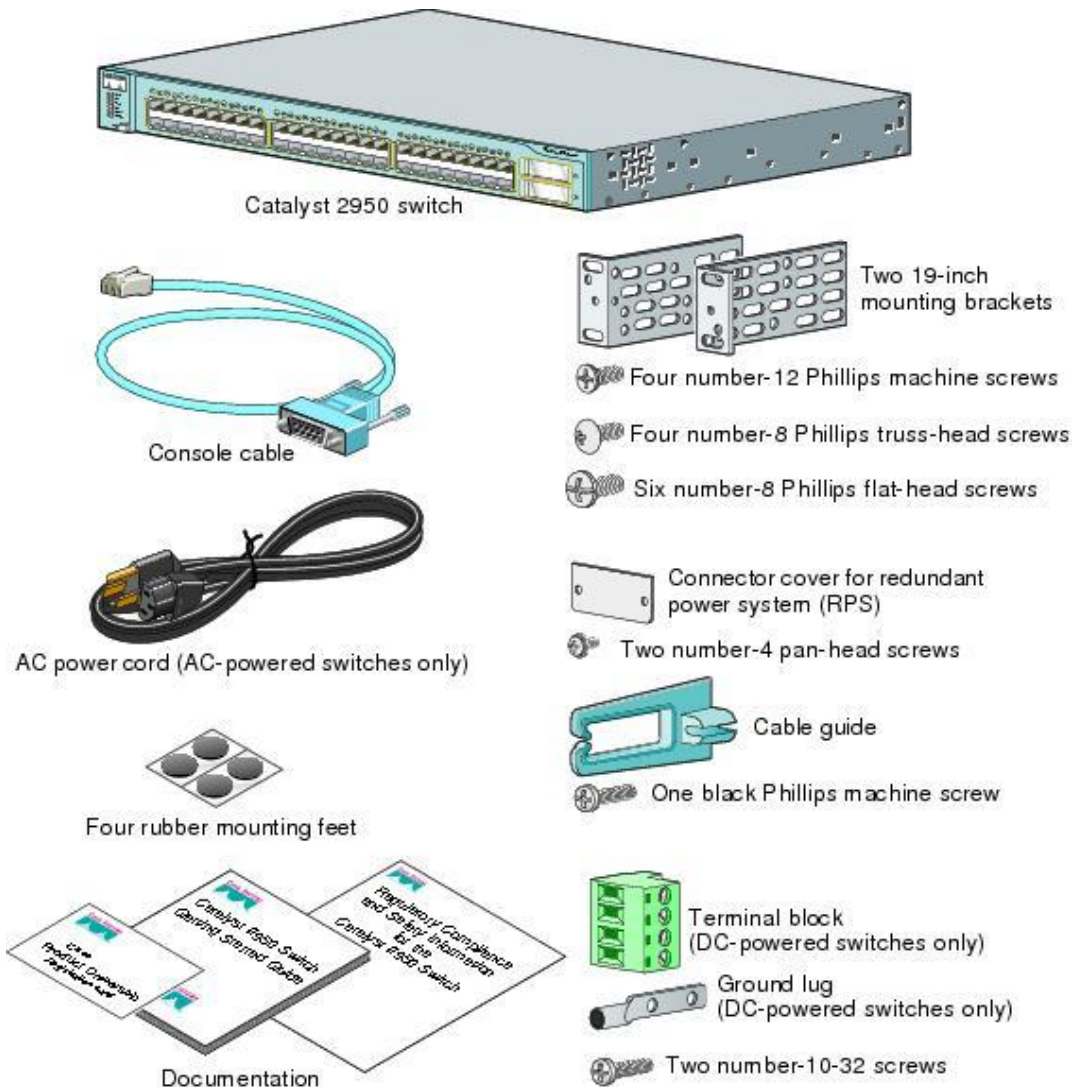 Catalyst 2950 switch
Console cable
Two 19-inch
mounting brackets
Four number-12 Phillips machine screws
Four number-8 Phillips truss-head screws
Six number-8 Phillips flat-head screws
AC power cord (AC-powered switches only)
Connector cover for redundant
power system (RPS)
Two number-4 pan-head screws
Cable guide
One black Phillips machine screw
Four rubber mounting feet
Cisco
Product Ownership
Catalyst 2950 Switch
Getting Started Guide
Regulatory Compliance
and Safety Information
for the
Catalyst 2950 Switch
Documentation
Terminal block
(DC-powered switches only)
Ground lug
(DC-powered switches only)
Two number-10-32 screws